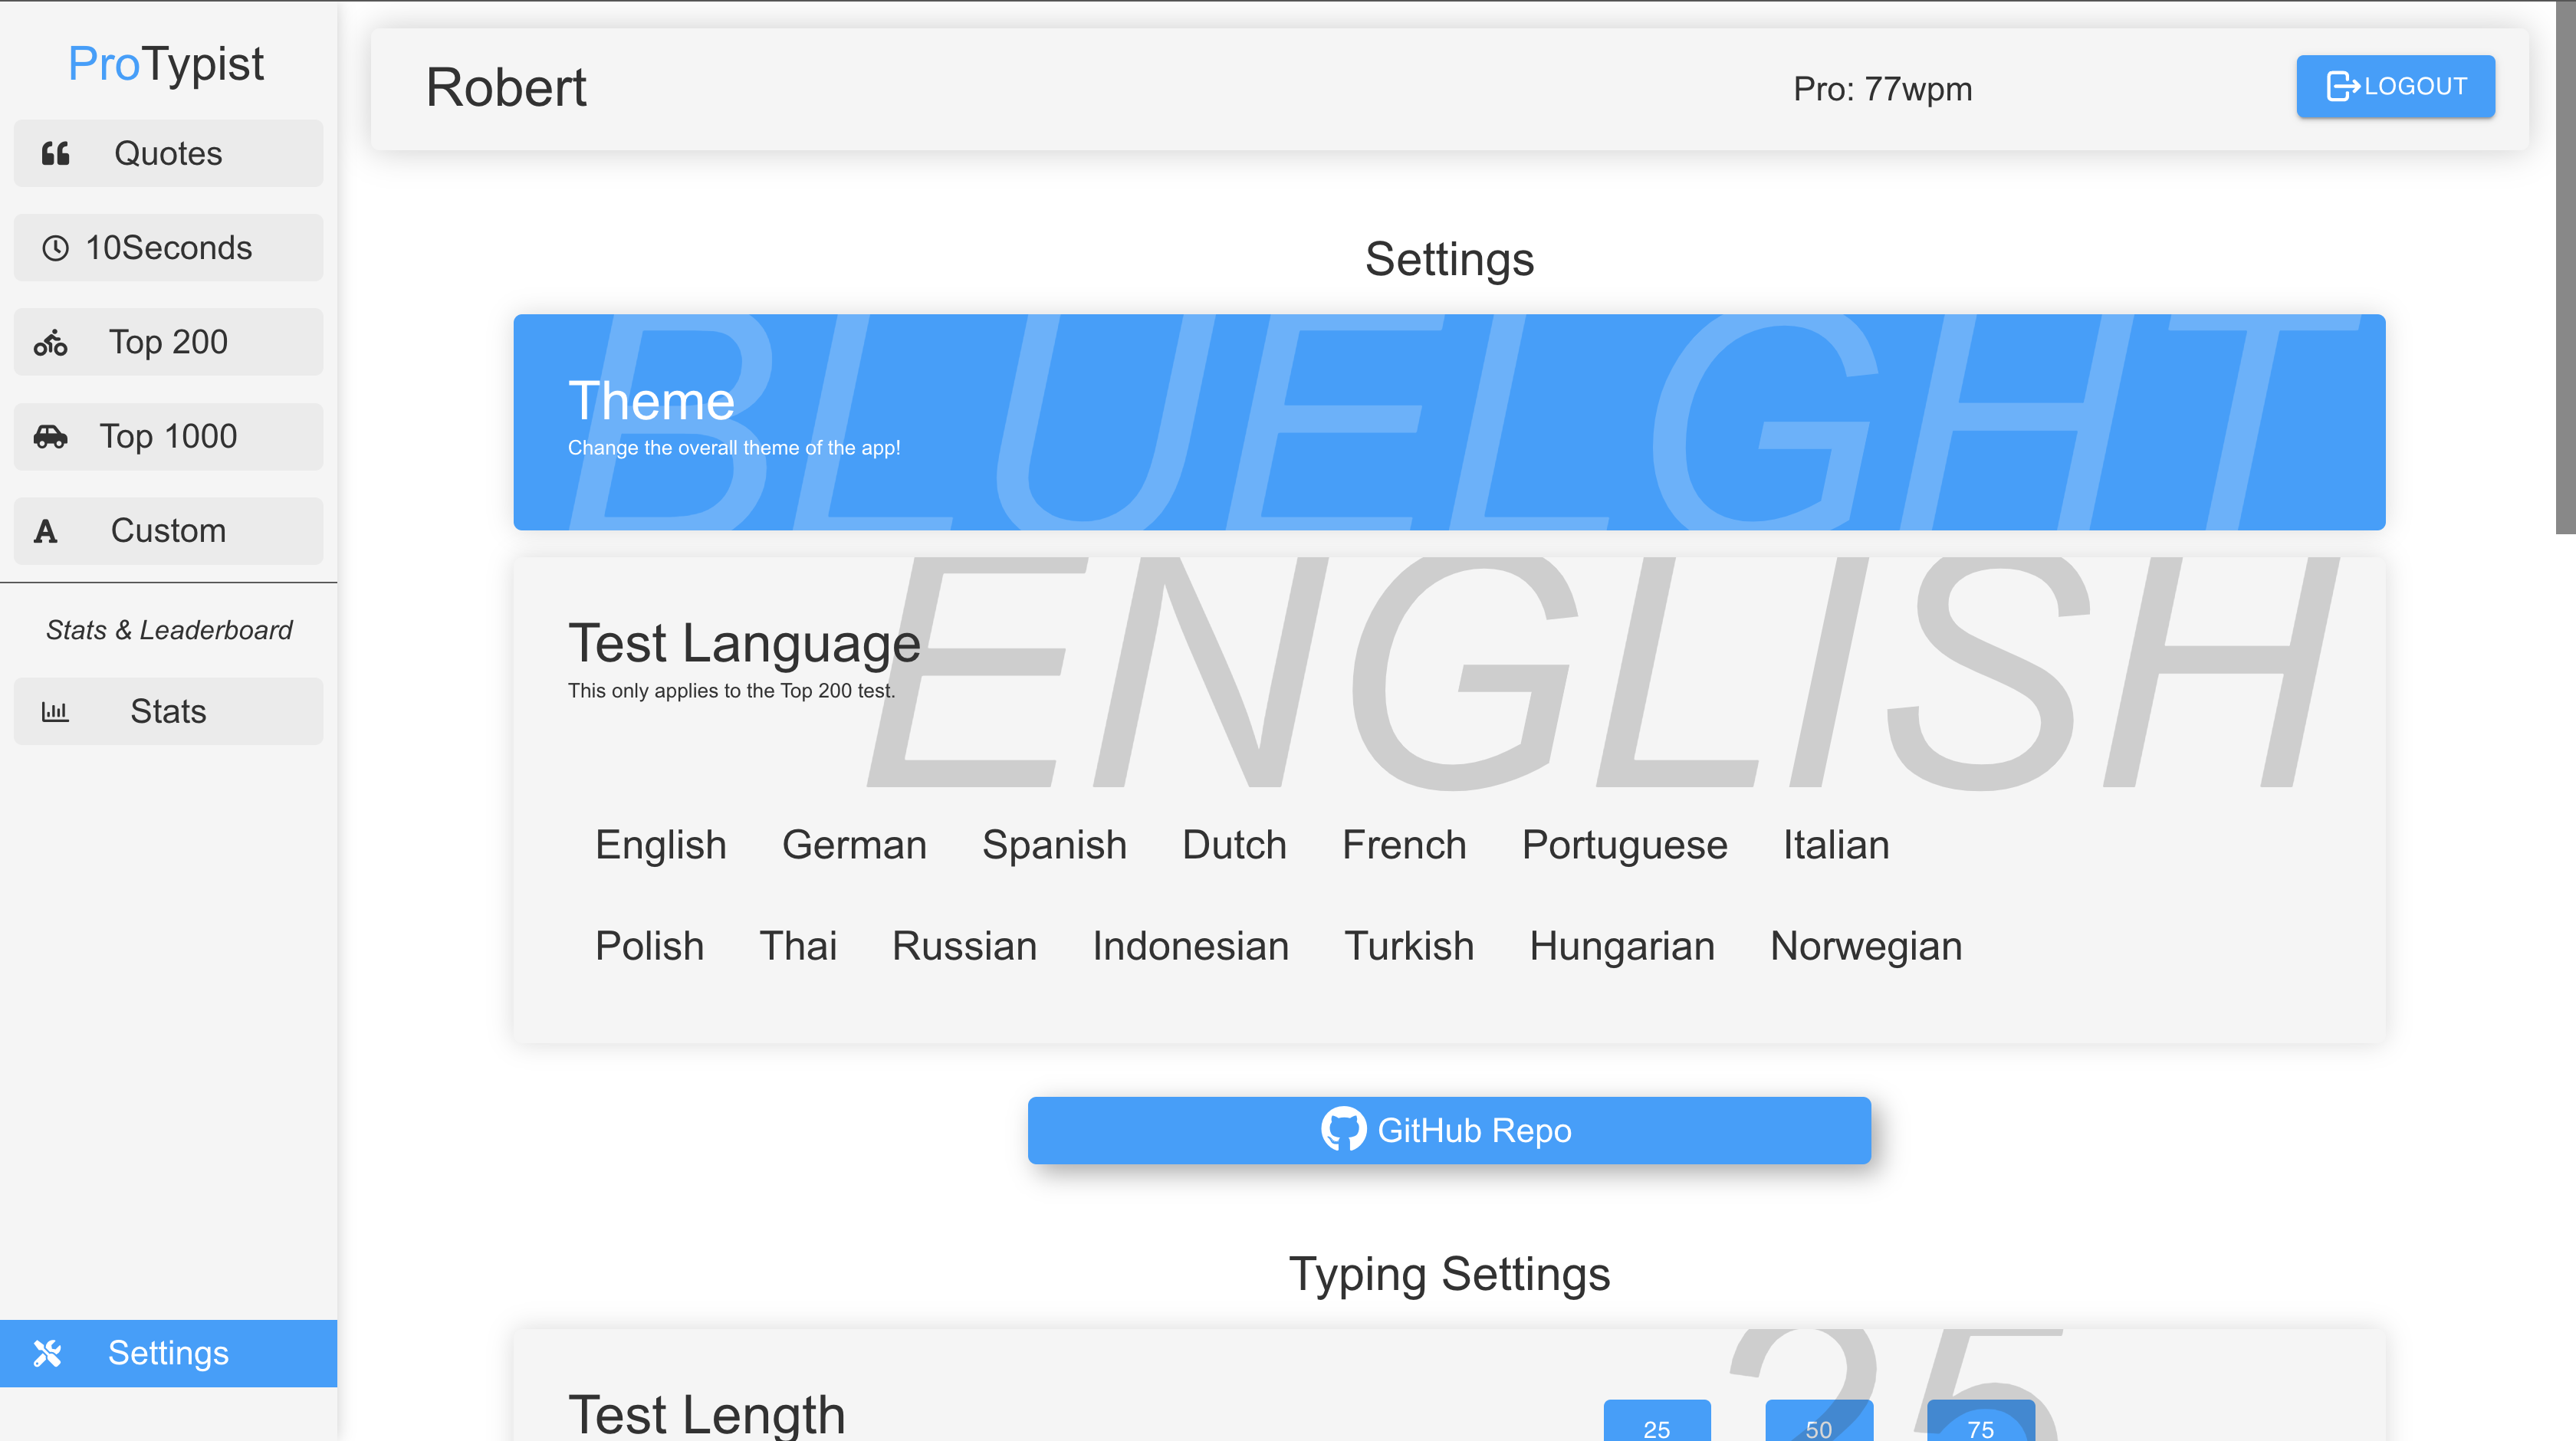 ProTypist
Quotes
10Seconds
Top 200
Top 1000
Custom
Stats & Leaderboard
Stats
Settings
Robert
Pro: 77wpm
LOGOUT
Settings
BLUELGHT
Theme
Change the overall theme of the app!
ENGLISH
Test Language
This only applies to the Top 200 test.
English German Spanish Dutch French Portuguese Italian
Polish Thai Russian Indonesian Turkish Hungarian Norwegian
GitHub Repo
Typing Settings
25
Test Length
25 50 75